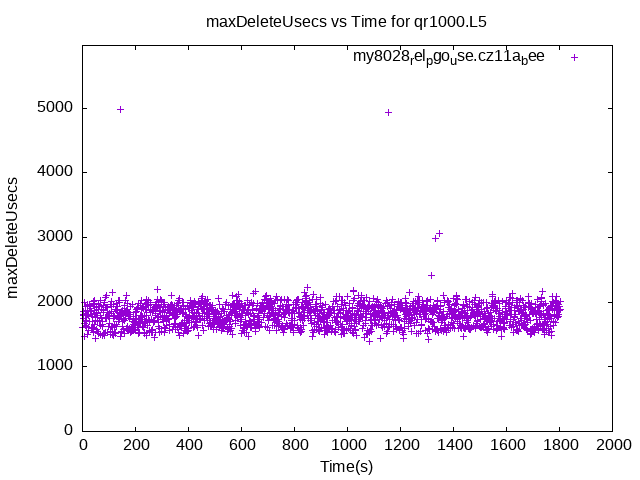 maxDeleteUsecs vs Time for qr1000.L5
my8028relpgouse.cz11abee
5000
4000
3000
2000
1000
0
maxDeleteUsecs
0 200 400 600 800 1000 1200 1400 1600 1800 2000
Time(s)